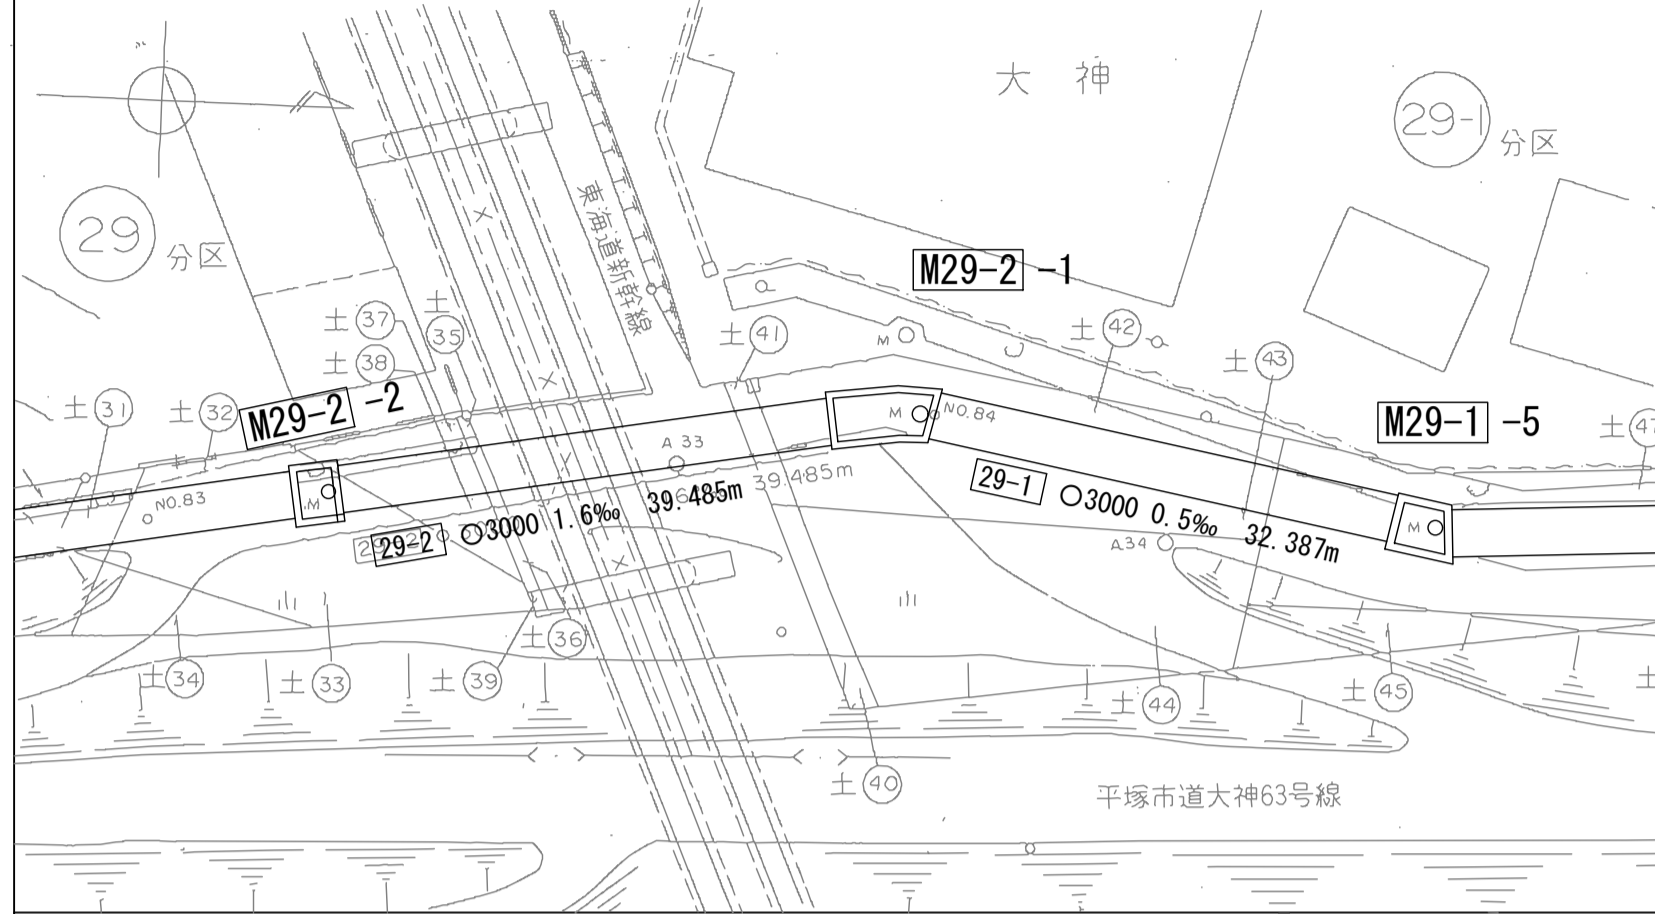 大 神
29-1
分区
29
分区
東海道新幹線
M29-2 -1
土 37
土 35
土 38
土 41
土 42
土 43
土 31
土 32
M29-2 -2
M29-1 -5
M
M NO.84
A 33
NO.83
M
39.485m
29-2 ○3000 1.6‰ 39.485m
29-1 ○3000 0.5‰ 32.387m
M
A34
土 36
土 34
土 33
土 39
土 44
土 45
土 40
平塚市道大神63号線